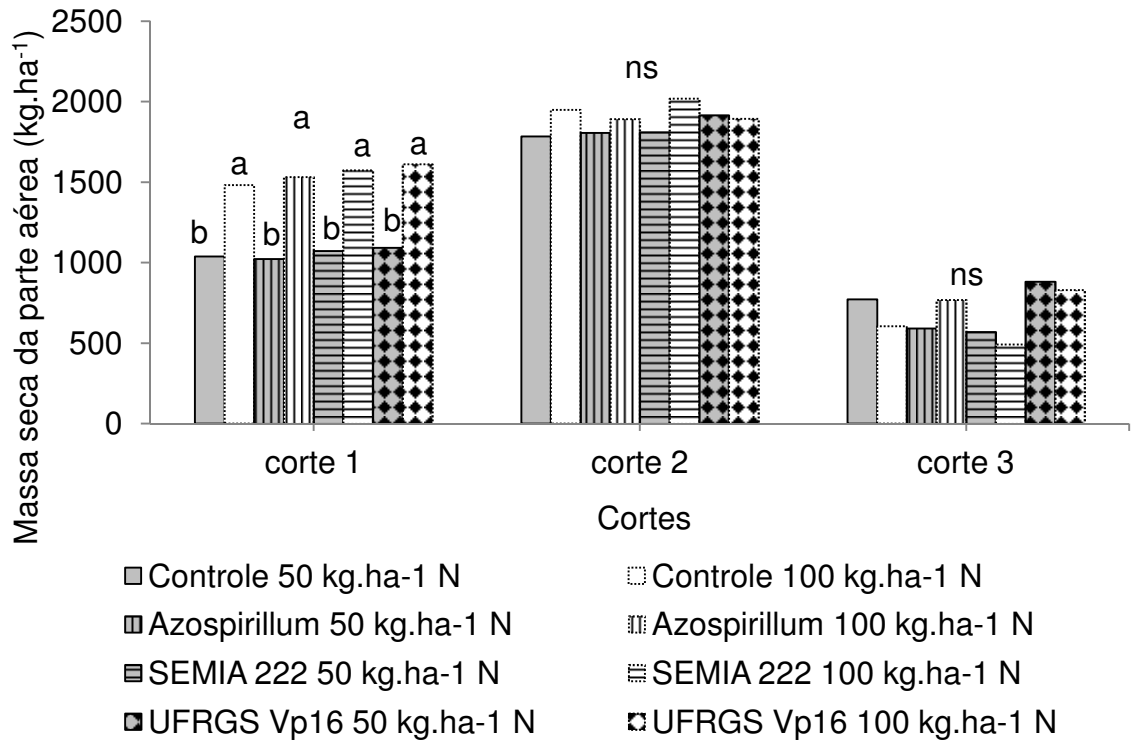 Massa seca da parte aérea (kg.ha-1)
2500
2000
1500
1000
500
0
b
a
b
a
b
a
b
a
ns
ns
corte 1
corte 2
corte 3
Cortes
Controle 50 kg.ha-1 N
Controle 100 kg.ha-1 N
Azospirillum 50 kg.ha-1 N
Azospirillum 100 kg.ha-1 N
SEMIA 222 50 kg.ha-1 N
SEMIA 222 100 kg.ha-1 N
UFRGS Vp16 50 kg.ha-1 N
UFRGS Vp16 100 kg.ha-1 N